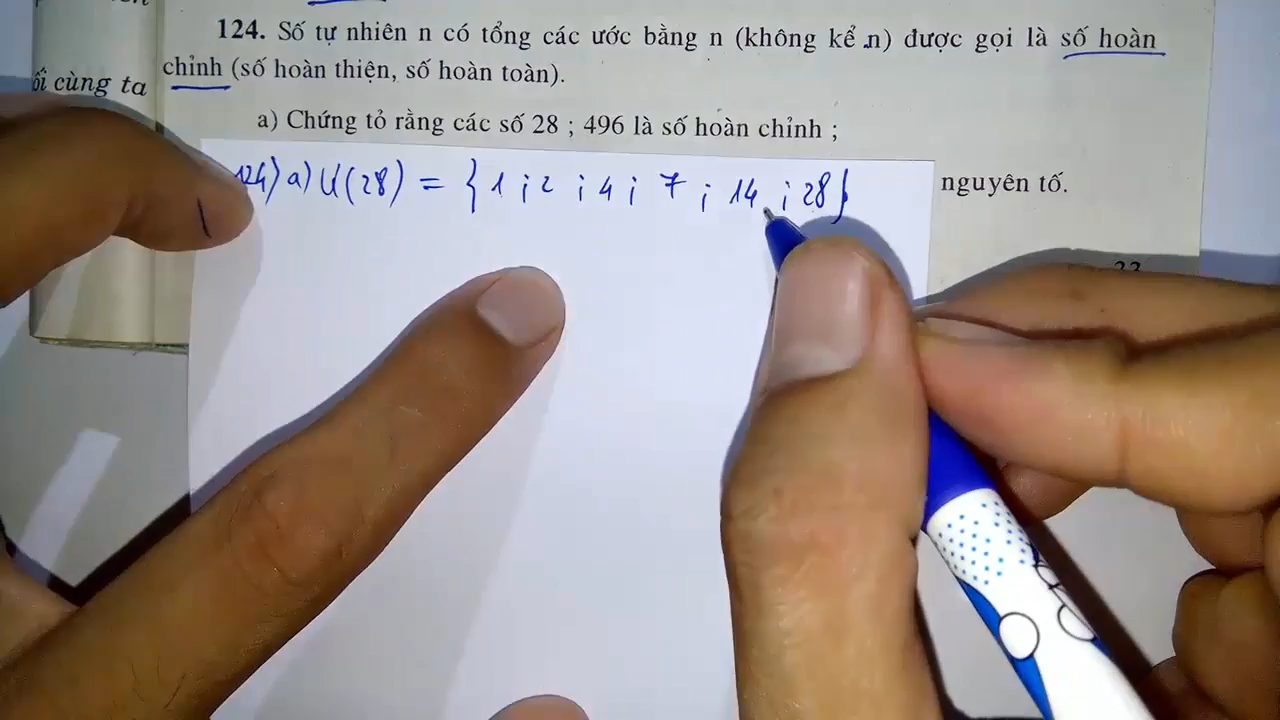 124. Số tự nhiên n có tổng các ước bằng n (không kể n) được gọi là số hoàn
chỉnh (số hoàn thiện, số hoàn toàn).
ối cùng ta
a) Chứng tỏ rằng các số 28 ; 496 là số hoàn chỉnh ;
124) a) Ư(28) = {1 ; 2 ; 4 ; 7 ; 14 ; 28}
nguyên tố.